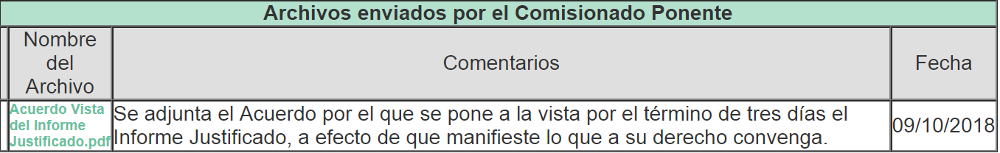 Archivos enviados por el Comisionado Ponente
Nombre
del
Archivo
Comentarios
Fecha
Acuerdo Vista
del Informe
Justificado.pdf
Se adjunta el Acuerdo por el que se pone a la vista por el término de tres días el
Informe Justificado, a efecto de que manifieste lo que a su derecho convenga.
09/10/2018